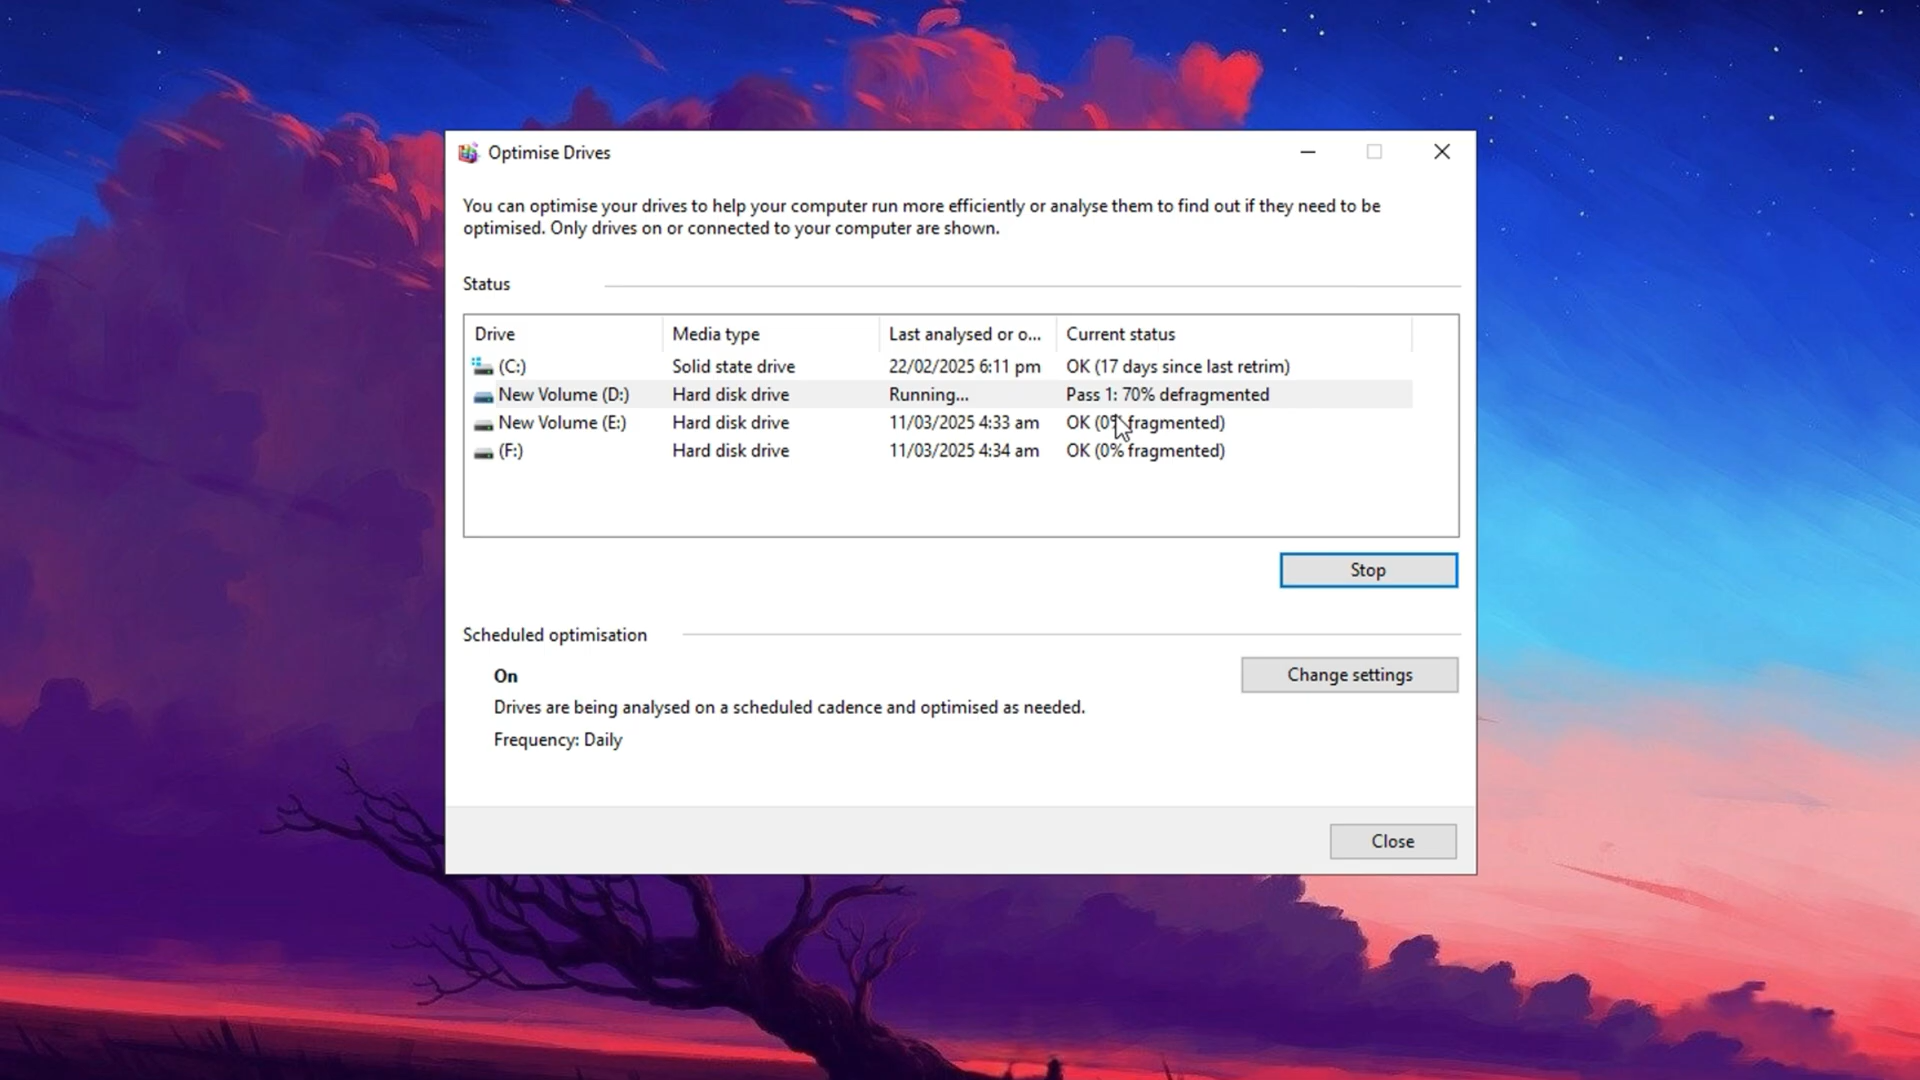 Optimise Drives
You can optimise your drives to help your computer run more efficiently or analyse them to find out if they need to be
optimised. Only drives on or connected to your computer are shown.
Status
Drive Media type Last analysed or o... Current status
(C:) Solid state drive 22/02/2025 6:11 pm OK (17 days since last retrim)
New Volume (D:) Hard disk drive Running... Pass 1: 70% defragmented
New Volume (E:) Hard disk drive 11/03/2025 4:33 am OK (0% fragmented)
(F:) Hard disk drive 11/03/2025 4:34 am OK (0% fragmented)
Stop
Scheduled optimisation
On
Change settings
Drives are being analysed on a scheduled cadence and optimised as needed.
Frequency: Daily
Close